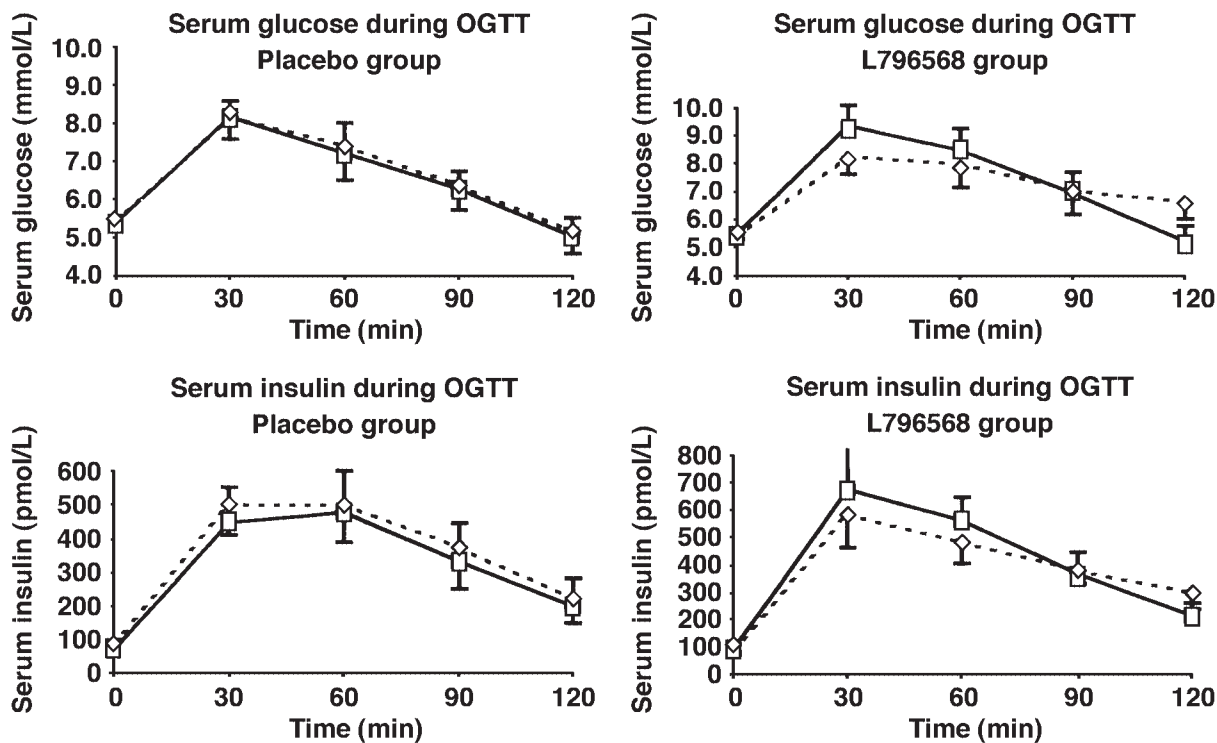 Serum glucose during OGTT
Placebo group
Serum glucose (mmol/L)
10.0
9.0
8.0
7.0
6.0
5.0
4.0
0 30 60 90 120
Time (min)
Serum glucose during OGTT
L796568 group
Serum glucose (mmol/L)
10.0
9.0
8.0
7.0
6.0
5.0
4.0
0 30 60 90 120
Time (min)
Serum insulin during OGTT
Placebo group
Serum insulin (pmol/L)
600
500
400
300
200
100
0
0 30 60 90 120
Time (min)
Serum insulin during OGTT
L796568 group
Serum insulin (pmol/L)
800
700
600
500
400
300
200
100
0
0 30 60 90 120
Time (min)